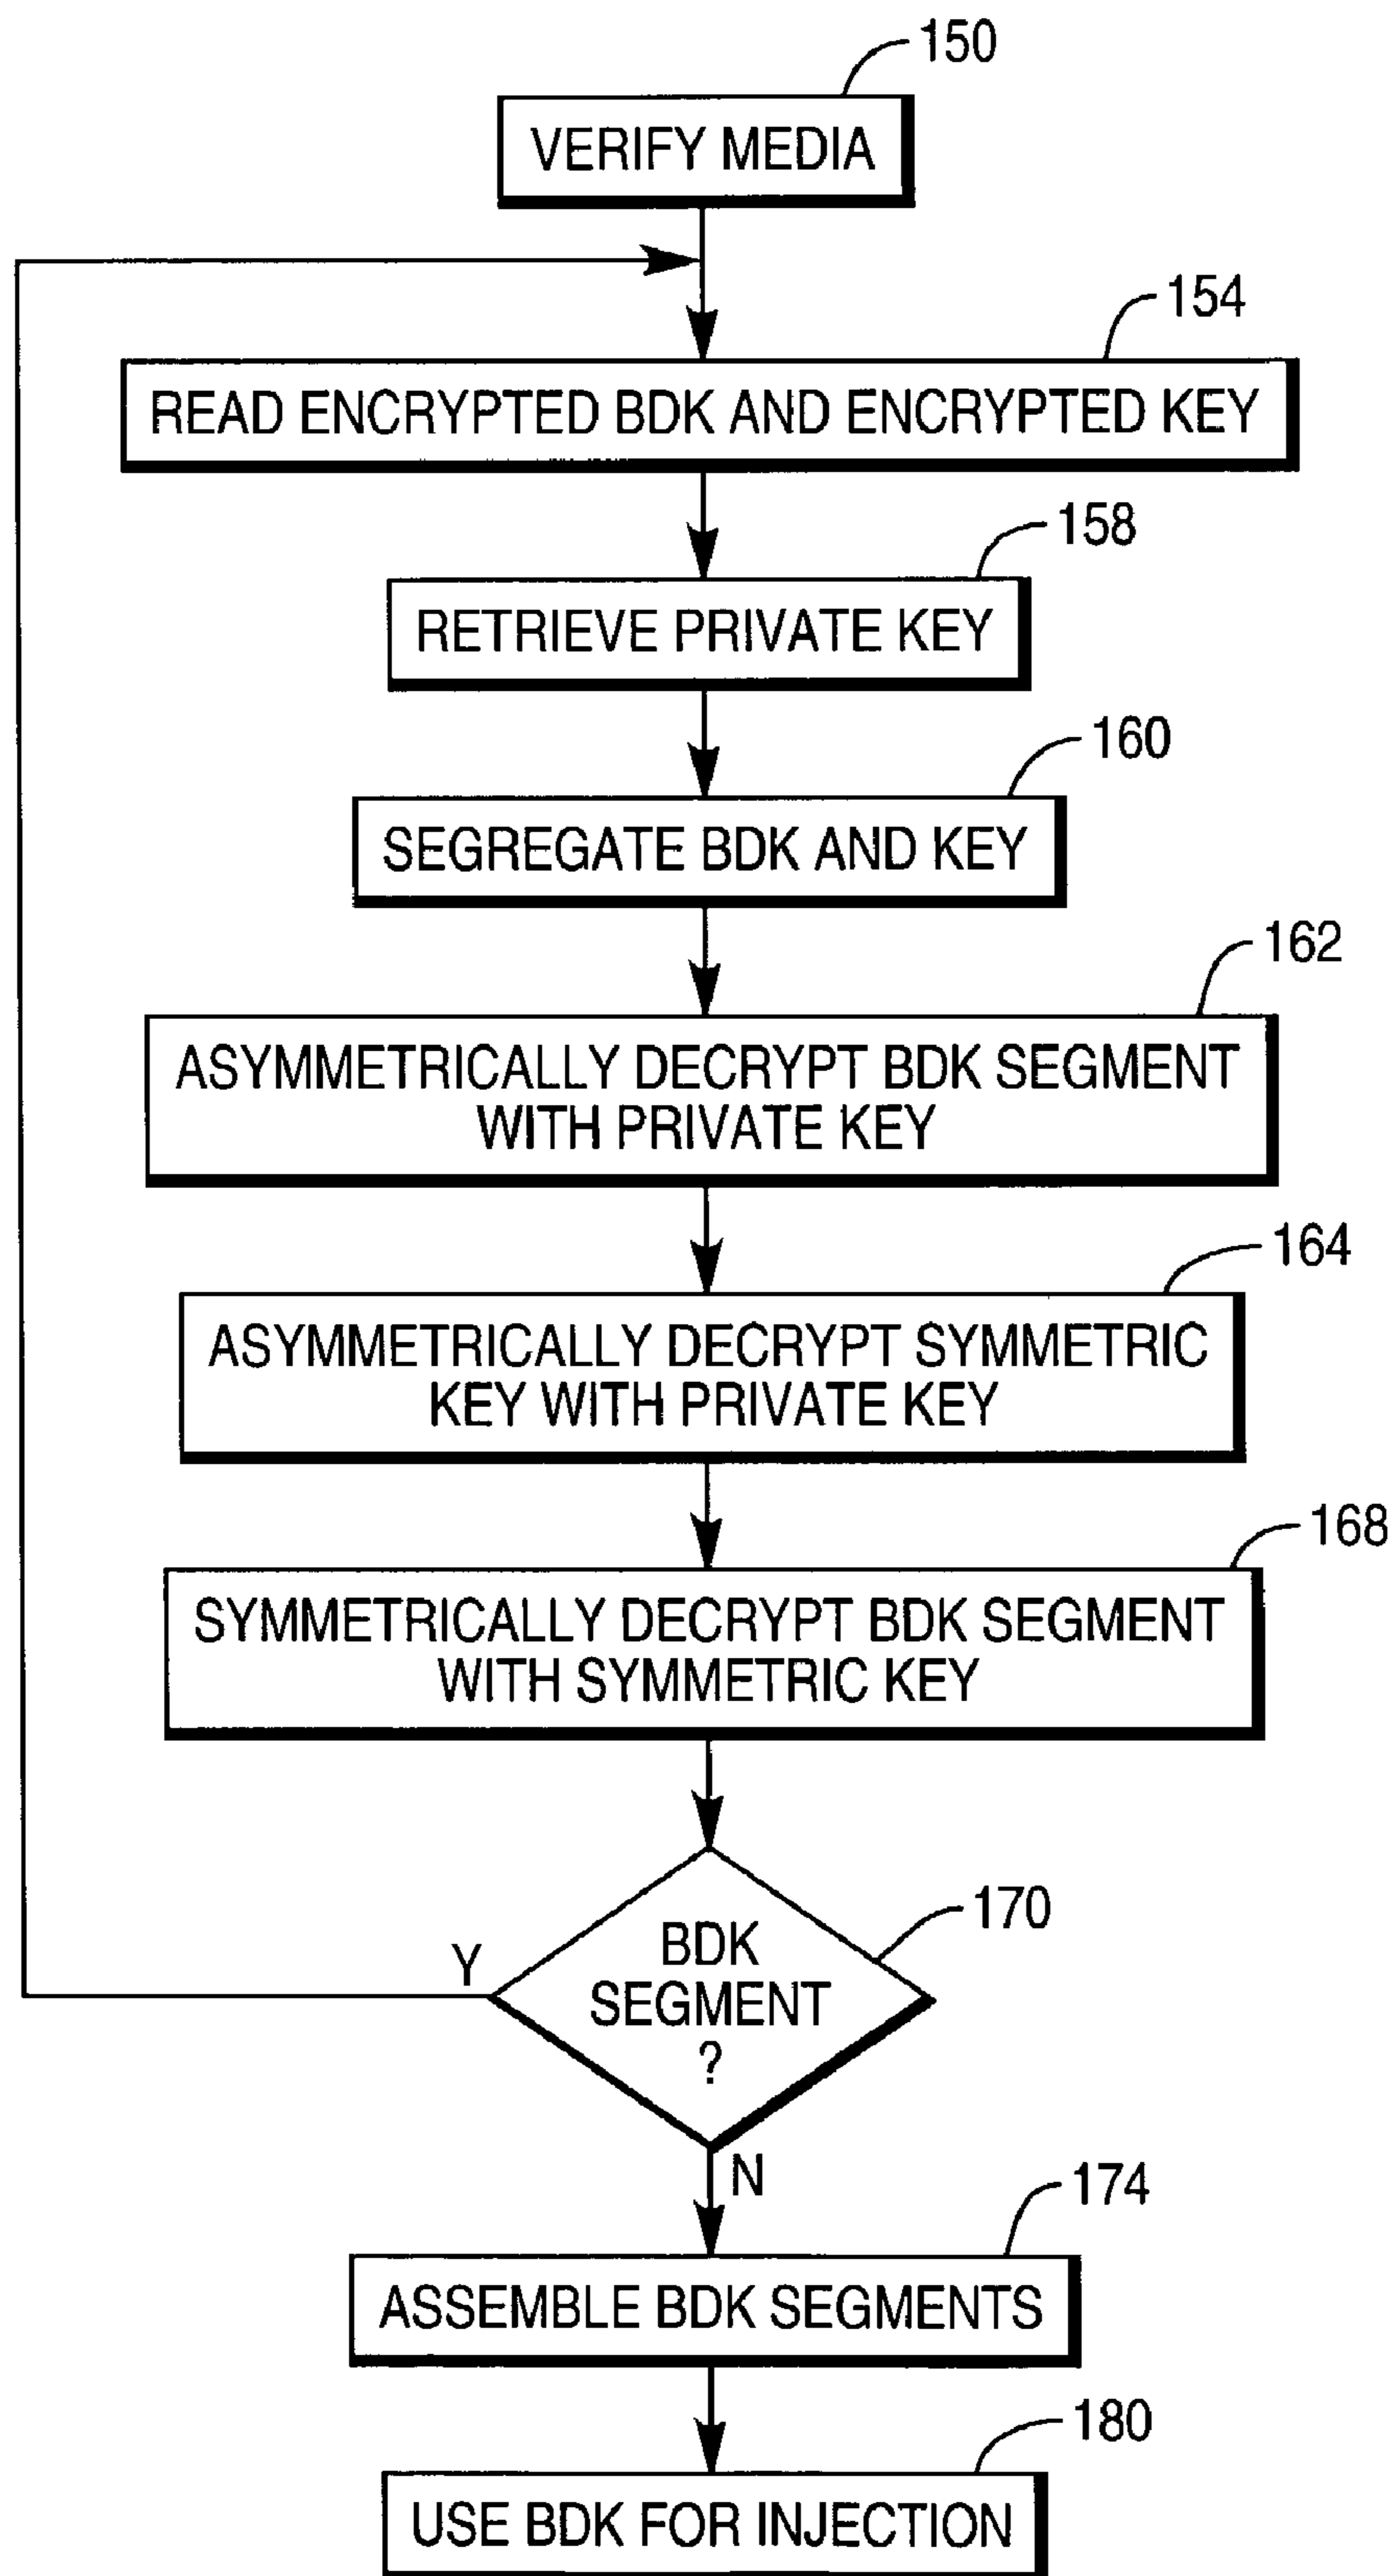 150
VERIFY MEDIA
154
READ ENCRYPTED BDK AND ENCRYPTED KEY
158
RETRIEVE PRIVATE KEY
160
SEGREGATE BDK AND KEY
162
ASYMMETRICALLY DECRYPT BDK SEGMENT
WITH PRIVATE KEY
164
ASYMMETRICALLY DECRYPT SYMMETRIC
KEY WITH PRIVATE KEY
168
SYMMETRICALLY DECRYPT BDK SEGMENT
WITH SYMMETRIC KEY
170
BDK
Y
SEGMENT
?
N
174
ASSEMBLE BDK SEGMENTS
180
USE BDK FOR INJECTION